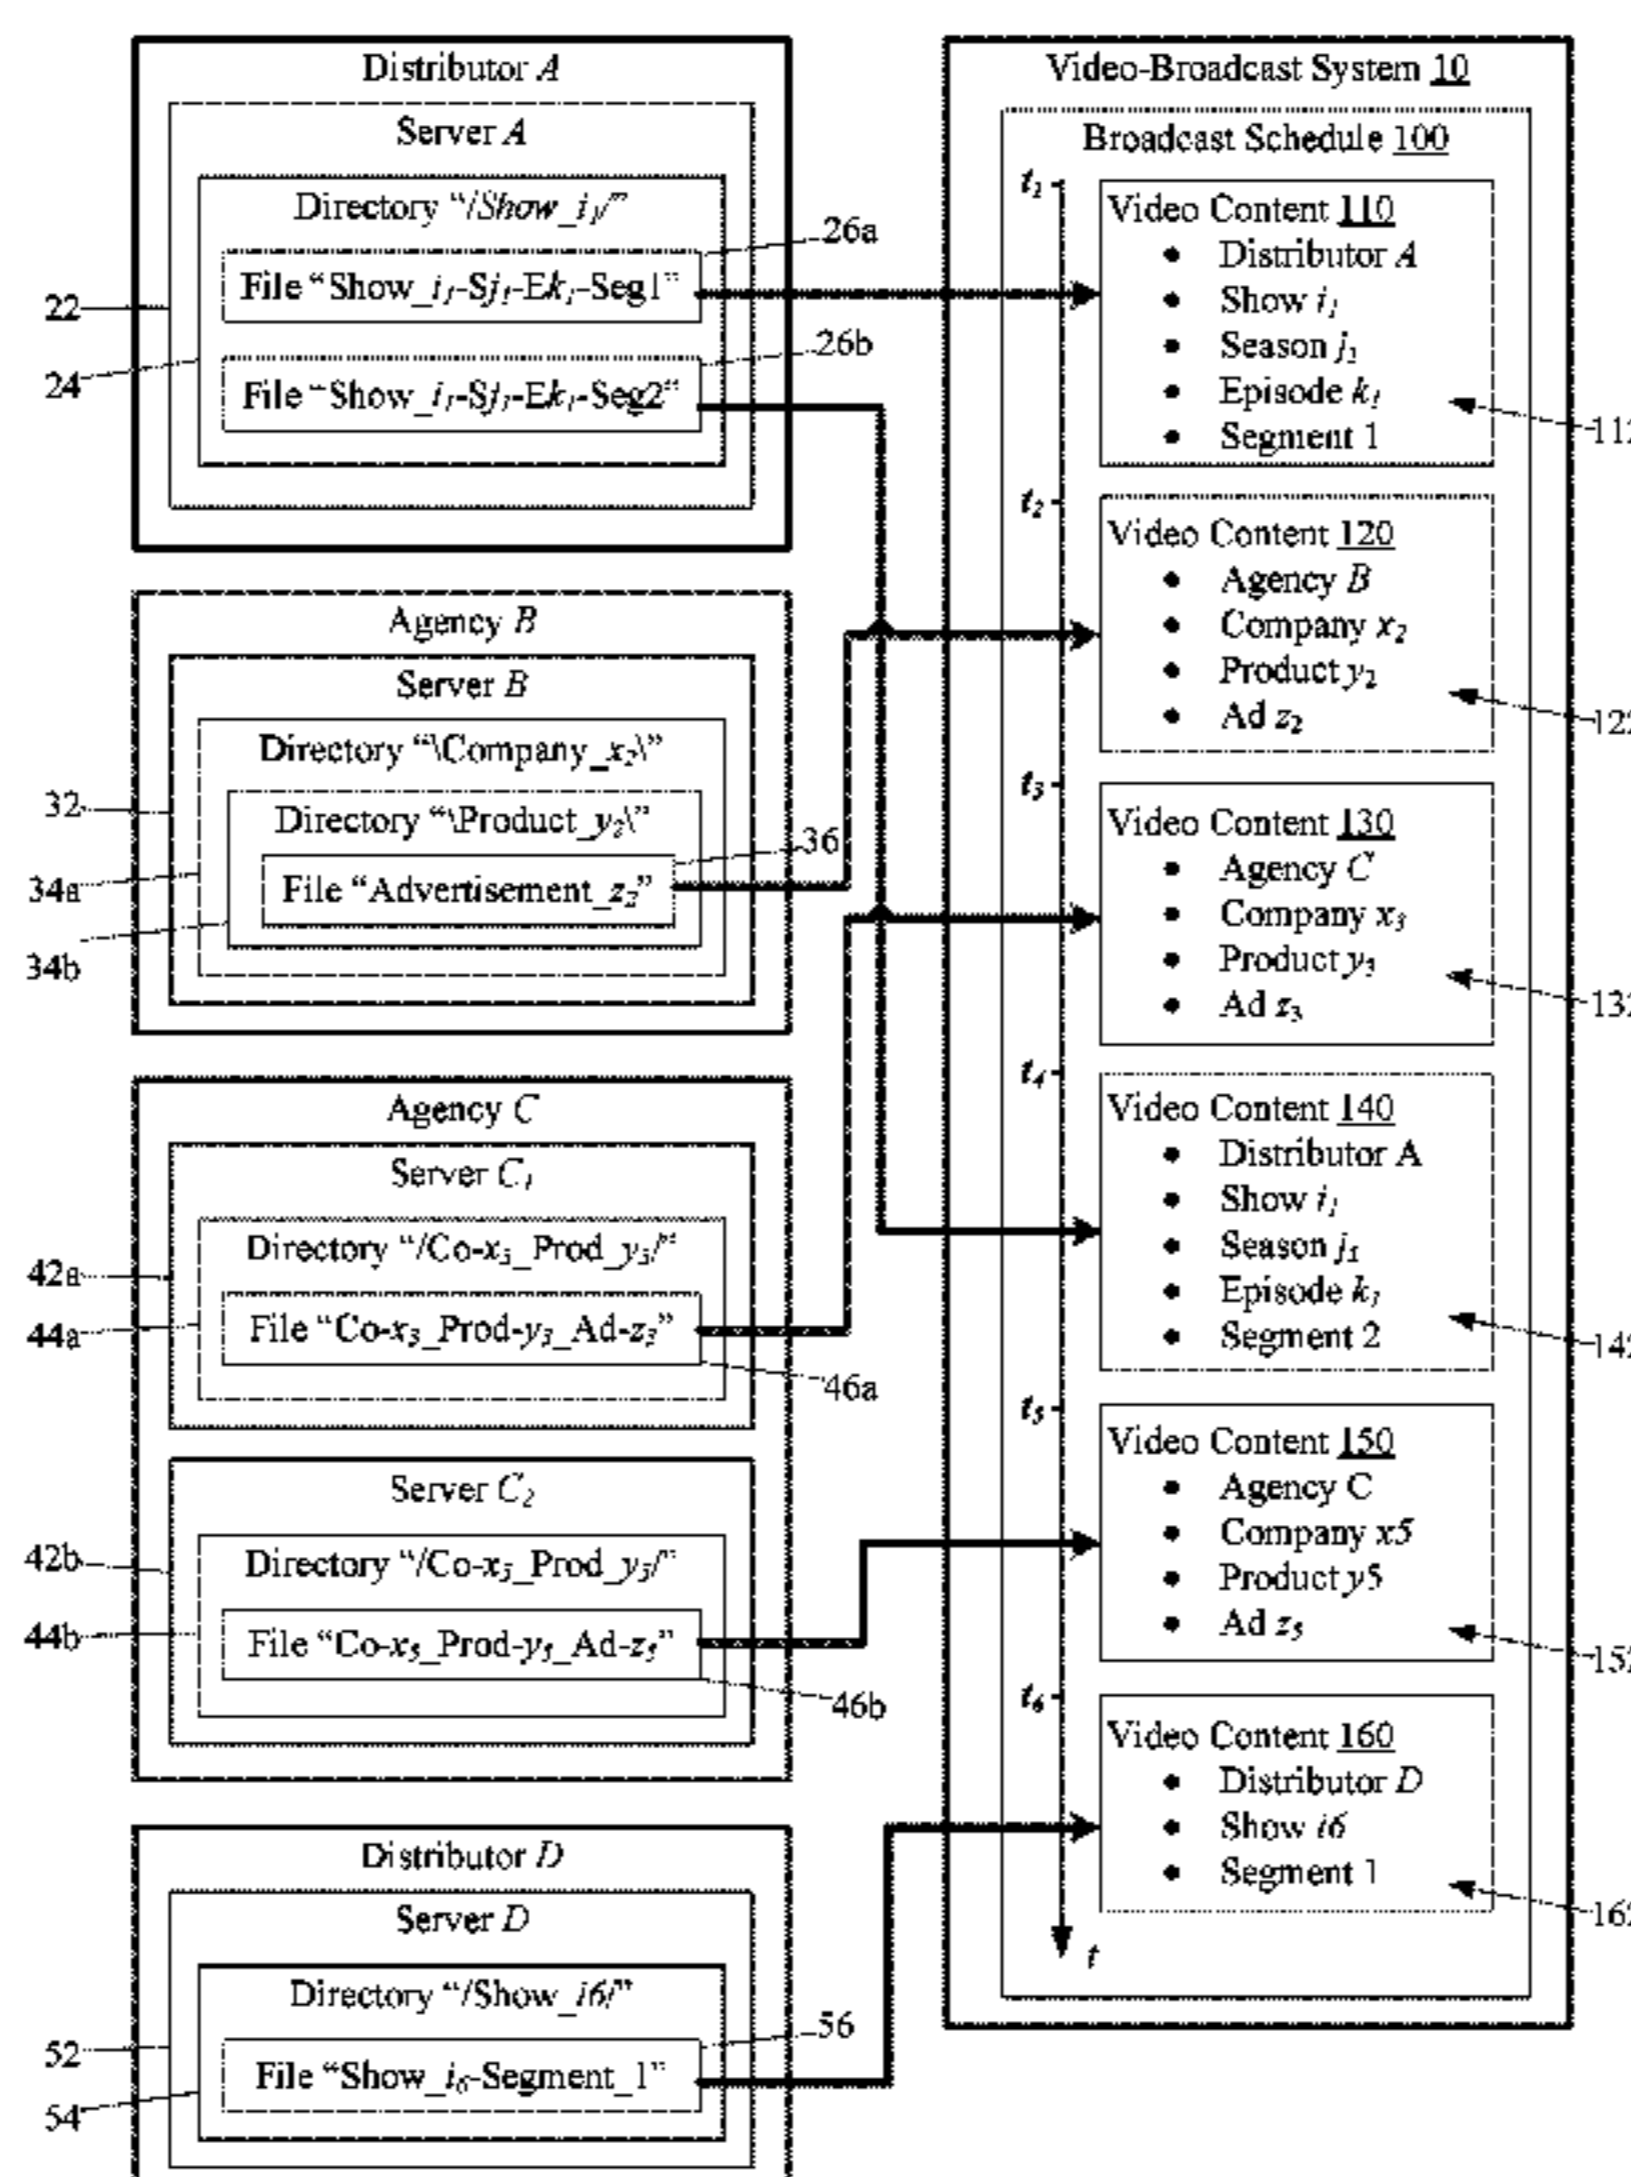 Distributor A
Server A
Directory “/Show_i₁/”
26a
File “Show_i₁-Sj₁-Ek₁-Seg1”
22
26b
24
File “Show_i₁-Sj₁-Ek₁-Seg2”
Agency B
Server B
Directory “\Company_x₂\”
32
Directory “\Product_y₂\”
36
34a
File “Advertisement_z₂”
34b
Agency C
Server C₁
Directory “/Co-x₃_Prod_y₃/”
42a
44a
File “Co-x₃_Prod-y₃_Ad-z₃”
46a
Server C₂
42b
Directory “/Co-x₅_Prod_y₅/”
44b
File “Co-x₅_Prod-y₅_Ad-z₅”
46b
Distributor D
Server D
Directory “/Show_i6/”
56
52
File “Show_i₆-Segment_1”
54
Video-Broadcast System 10
Broadcast Schedule 100
t₁
Video Content 110
• Distributor A
• Show i₁
• Season j₁
• Episode k₁
• Segment 1
t₂
Video Content 120
• Agency B
• Company x₂
• Product y₂
• Ad z₂
t₃
Video Content 130
• Agency C
• Company x₃
• Product y₃
• Ad z₃
t₄
Video Content 140
• Distributor A
• Show i₁
• Season j₁
• Episode k₁
• Segment 2
t₅
Video Content 150
• Agency C
• Company x5
• Product y5
• Ad z₅
t₆
Video Content 160
• Distributor D
• Show i6
• Segment 1
t